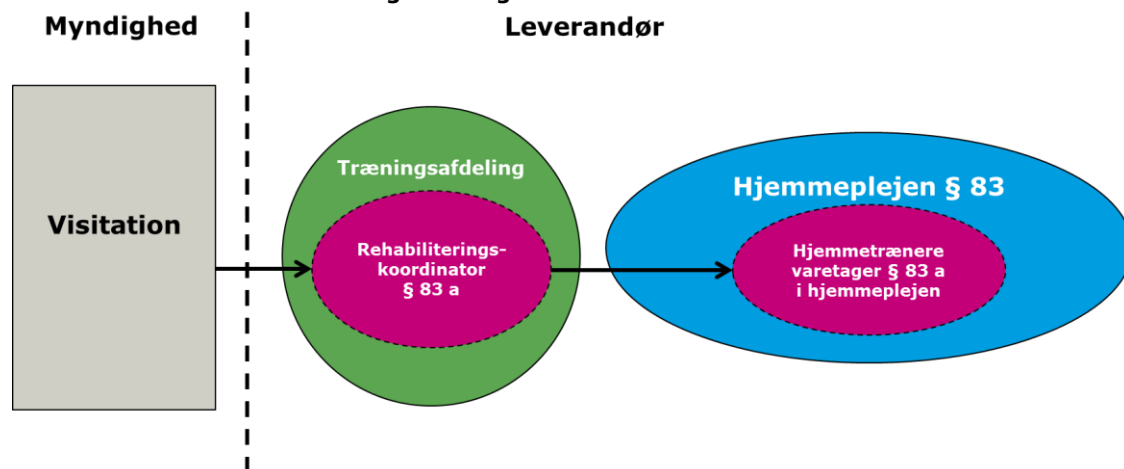 Myndighed
Leverandør
Visitation
Træningsafdeling
Rehabiliterings-
koordinator
§ 83 a
Hjemmeplejen § 83
Hjemmetrænere
varetager § 83 a
i hjemmeplejen